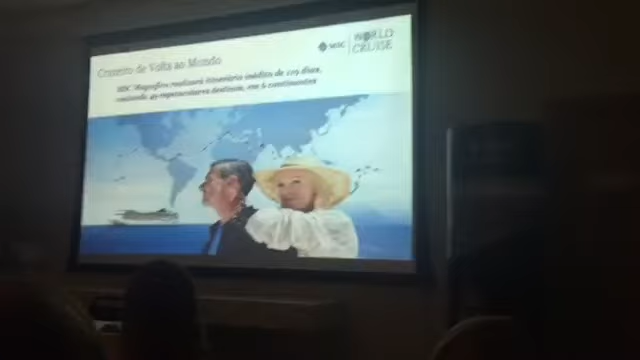 Cruzeiro de Volta ao Mundo
MSC WORLD
CRUISE
MSC Magnifica realizará itinerário inédito de 119 dias,
visitando 49 espetaculares destinos, em 6 continentes